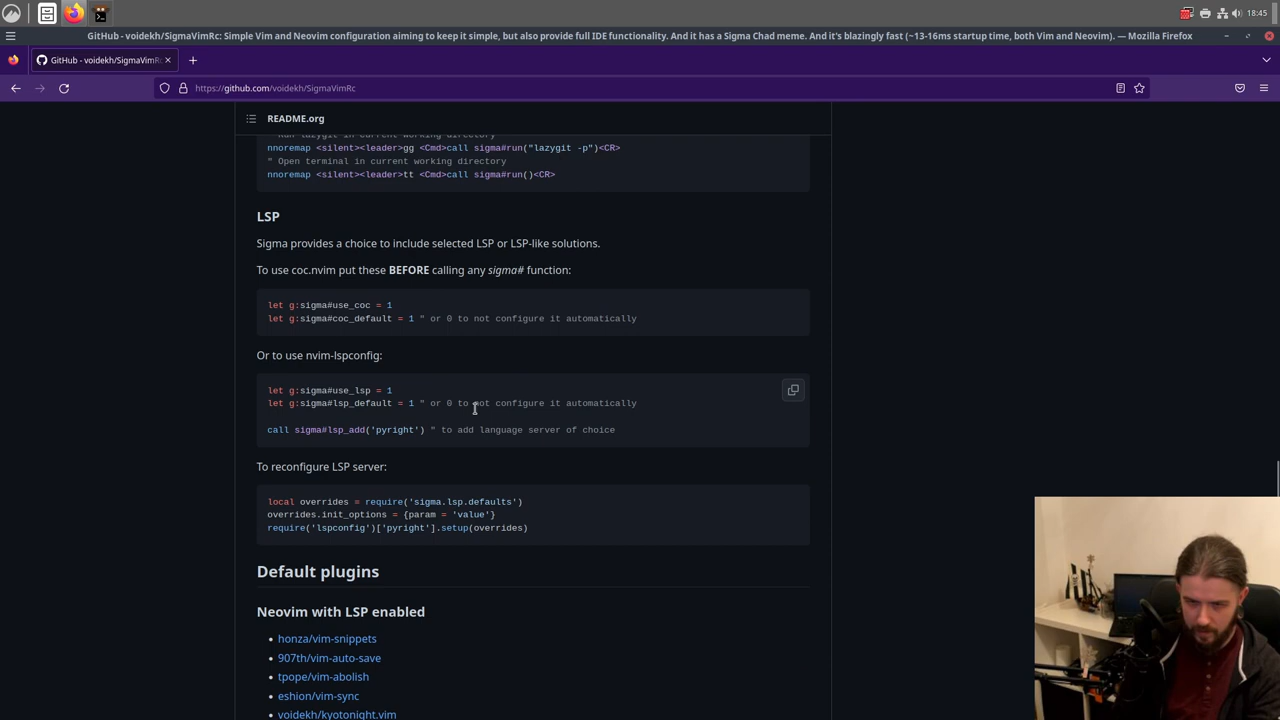 18:45
GitHub - voidekh/SigmaVimRc: Simple Vim and Neovim configuration aiming to keep it simple, but also provide full IDE functionality. And it has a Sigma Chad meme. And it's blazingly fast (~13-16ms startup time, both Vim and Neovim). — Mozilla Firefox
GitHub - voidekh/SigmaVimRc
https://github.com/voidekh/SigmaVimRc
README.org
" Run lazygit in current working directory
nnoremap <silent><leader>gg <Cmd>call sigma#run("lazygit -p")<CR>
" Open terminal in current working directory
nnoremap <silent><leader>tt <Cmd>call sigma#run()<CR>
LSP
Sigma provides a choice to include selected LSP or LSP-like solutions.
To use coc.nvim put these BEFORE calling any sigma# function:
let g:sigma#use_coc = 1
let g:sigma#coc_default = 1 " or 0 to not configure it automatically
Or to use nvim-lspconfig:
let g:sigma#use_lsp = 1
let g:sigma#lsp_default = 1 " or 0 to not configure it automatically
call sigma#lsp_add('pyright') " to add language server of choice
To reconfigure LSP server:
local overrides = require('sigma.lsp.defaults')
overrides.init_options = {param = 'value'}
require('lspconfig')['pyright'].setup(overrides)
Default plugins
Neovim with LSP enabled
honza/vim-snippets
907th/vim-auto-save
tpope/vim-abolish
eshion/vim-sync
voidekh/kyotonight.vim